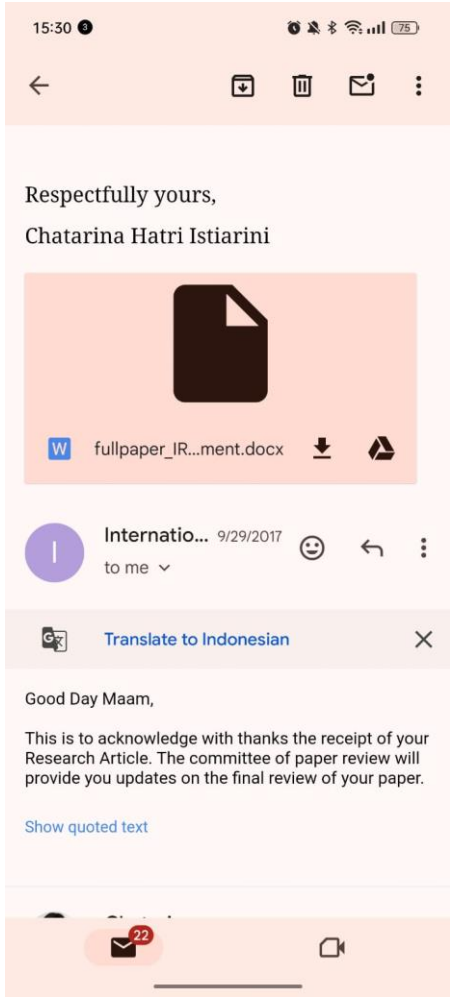 15:30 3 75
Respectfully yours,
Chatarina Hatri Istiarini
W fullpaper_IR...ment.docx
I Internatio... 9/29/2017
to me
G Translate to Indonesian
Good Day Maam,
This is to acknowledge with thanks the receipt of your
Research Article. The committee of paper review will
provide you updates on the final review of your paper.
Show quoted text
22